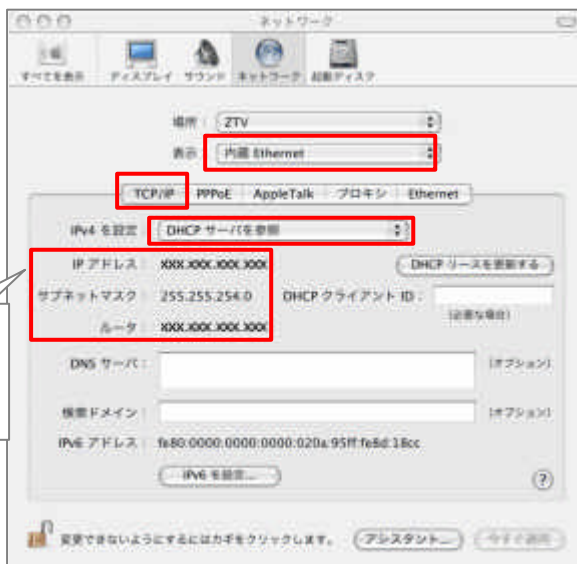 ネットワーク
すべてを表示 ディスプレイ サウンド ネットワーク 起動ディスク
場所： ZTV
表示： 内蔵 Ethernet
TCP/IP PPPoE AppleTalk プロキシ Ethernet
IPv4 を設定： DHCP サーバを参照
IP アドレス： xxx.xxx.xxx.xxx DHCP リースを更新する
サブネットマスク： 255.255.254.0 DHCP クライアント ID：
ルータ： xxx.xxx.xxx.xxx (必要な場合)
DNS サーバ： (オプション)
検索ドメイン： (オプション)
IPv6 アドレス： fe80:0000:0000:0000:020a:95ff:fe8d:18cc
IPv6 を設定... ?
変更できないようにするにはカギをクリックします。 アシスタント... 今すぐ適用